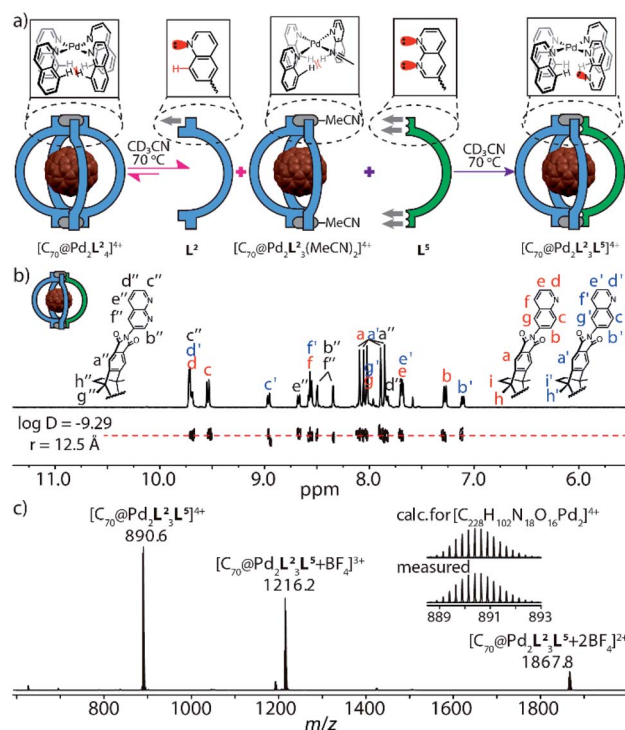 a)
N
N
Pd
N
N
H
H
H
H
N
H
N
Pd
N
N
H
H
N
N
N
Pd
N
N
H
H
MeCN
MeCN
CD₃CN
70 °C
+
+
CD₃CN
70 °C
[C₇₀@Pd₂L²₄]⁴⁺
L²
[C₇₀@Pd₂L²₃(MeCN)₂]⁴⁺
L⁵
[C₇₀@Pd₂L²₃L⁵]⁴⁺
b)
d'' c''
e''
f''
b''
a''
h''
g''
c''
d'
d
c
c'
e''
f'
f
b''
f''
a a' a''
g'
g
d''
e'
e
b
b'
e d
f
g c
b
a
i
h
e' d'
f'
g' c'
b'
a'
i'
h'
N
N
O
N
O
N
O
N
O
N
O
N
O
log D = -9.29
r = 12.5 Å
11.0 10.0 9.0 8.0 7.0 6.0
ppm
c)
[C₇₀@Pd₂L²₃L⁵]⁴⁺
890.6
[C₇₀@Pd₂L²₃L⁵+BF₄]³⁺
1216.2
calc.for [C₂₂₈H₁₀₂N₁₈O₁₆Pd₂]⁴⁺
measured
889 891 893
[C₇₀@Pd₂L²₃L⁵+2BF₄]²⁺
1867.8
800 1000 1200 1400 1600 1800
m/z